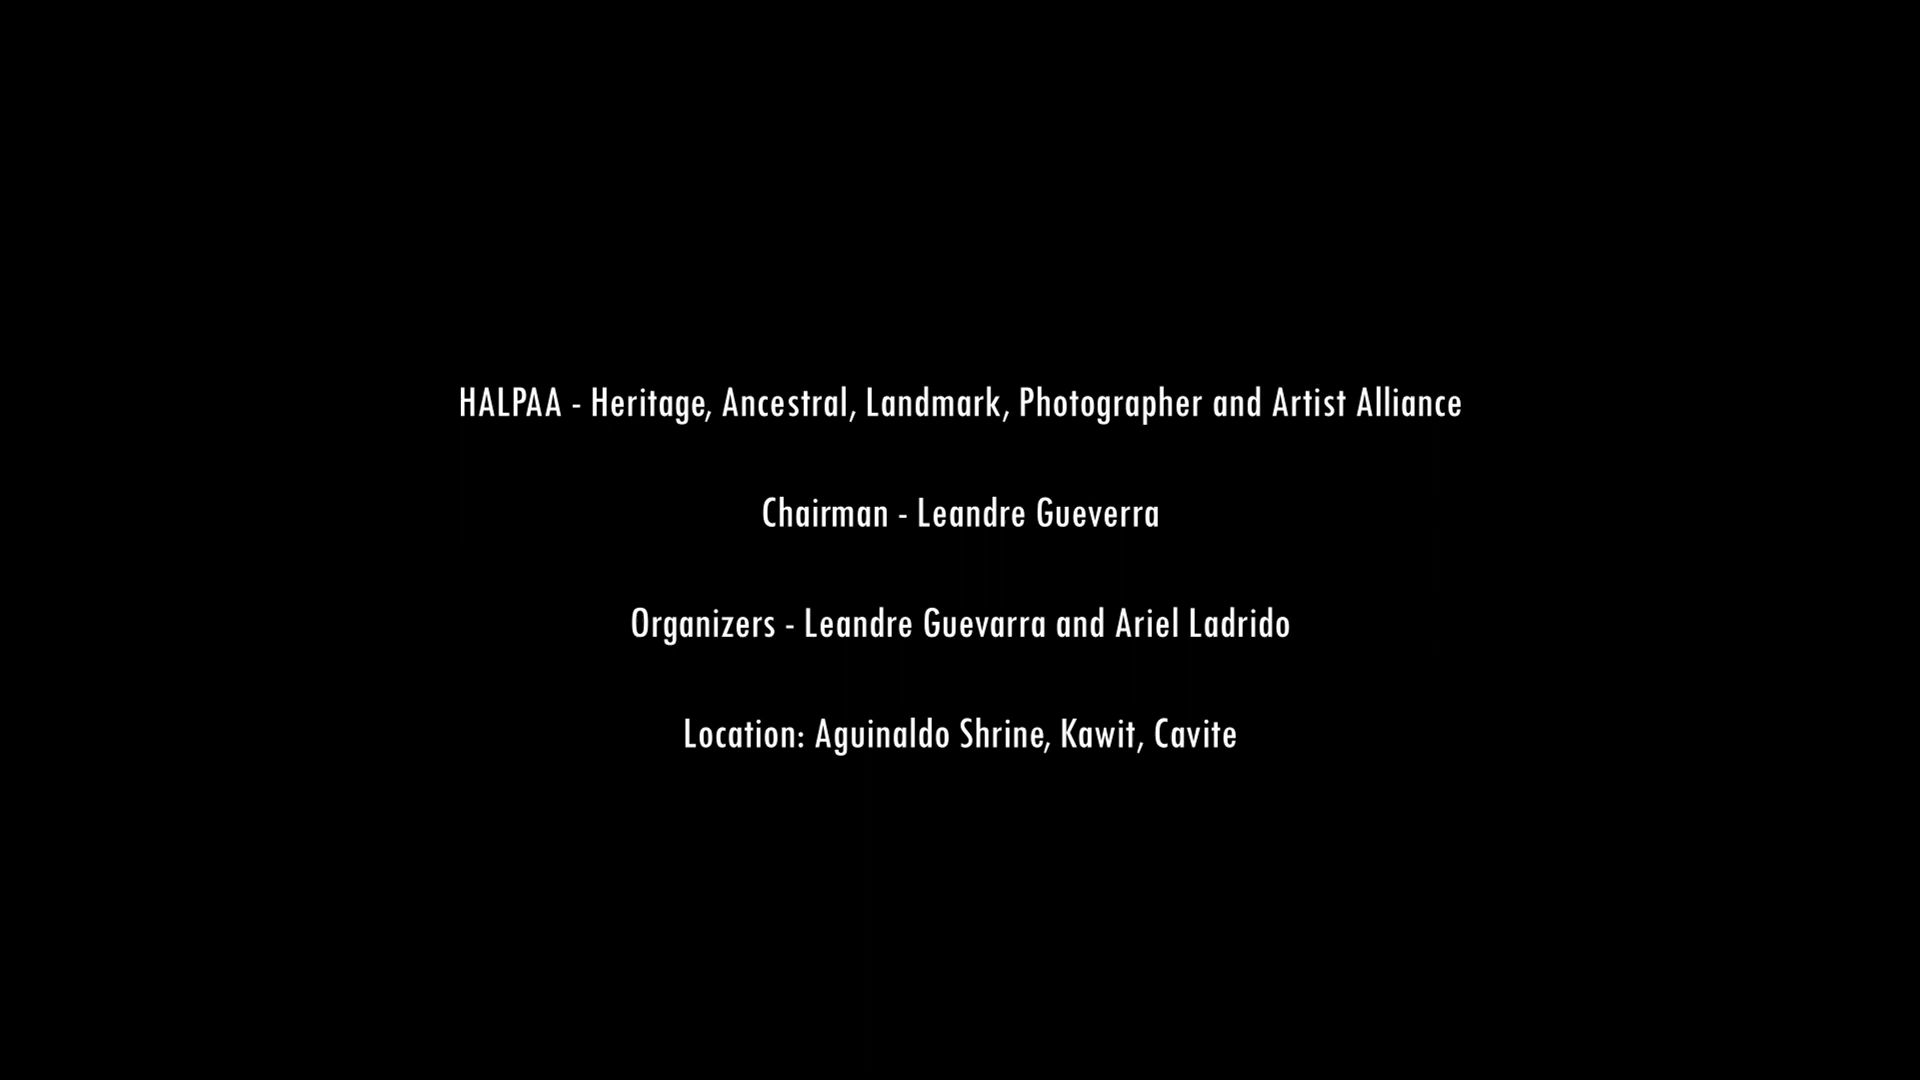 HALPAA - Heritage, Ancestral, Landmark, Photographer and Artist Alliance
Chairman - Leandre Gueverra
Organizers - Leandre Guevarra and Ariel Ladrido
Location: Aguinaldo Shrine, Kawit, Cavite